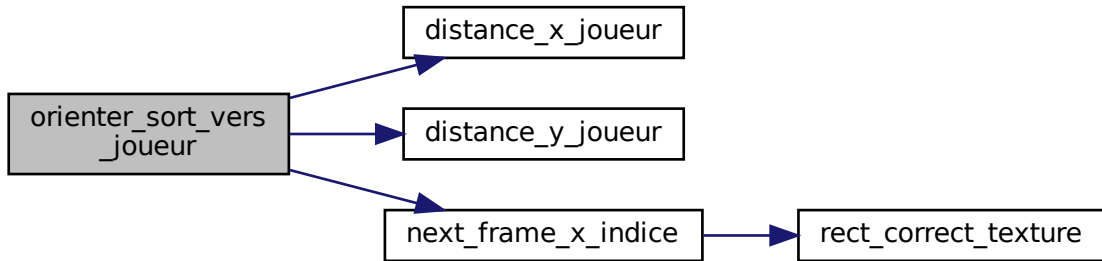 distance_x_joueur
orienter_sort_vers
_joueur
distance_y_joueur
next_frame_x_indice
rect_correct_texture